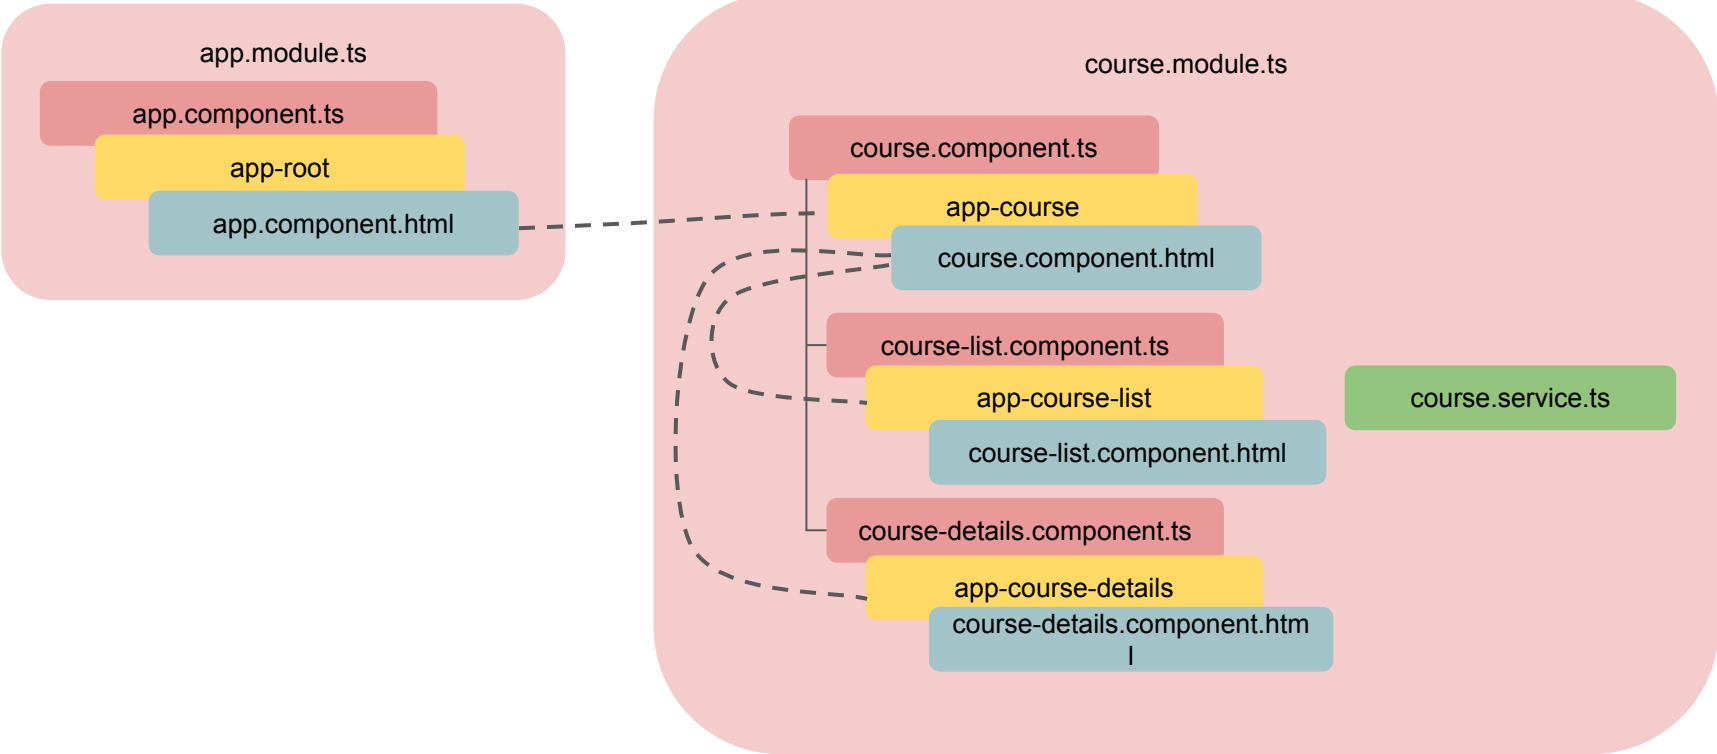 app.module.ts
app.component.ts
app-root
app.component.html
course.module.ts
course.component.ts
app-course
course.component.html
course-list.component.ts
app-course-list
course-list.component.html
course.service.ts
course-details.component.ts
app-course-details
course-details.component.htm
l